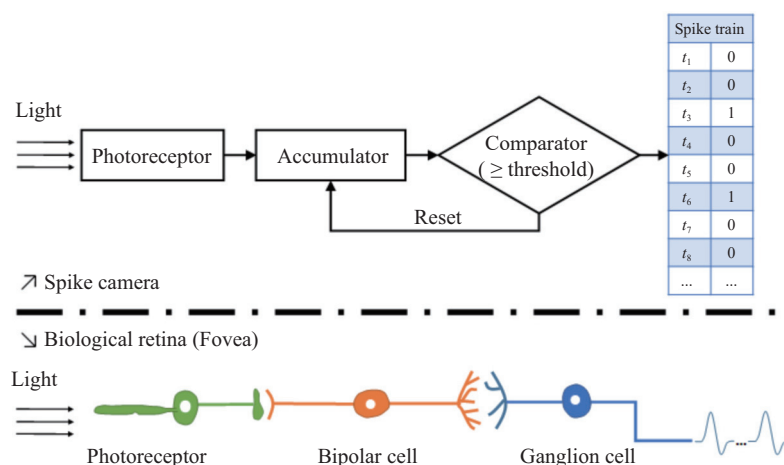 Spike train
t₁ 0
t₂ 0
t₃ 1
t₄ 0
t₅ 0
t₆ 1
t₇ 0
t₈ 0
... ...
Light
Photoreceptor
Accumulator
Comparator
( ≥ threshold)
Reset
↗ Spike camera
↘ Biological retina (Fovea)
Light
...
Photoreceptor
Bipolar cell
Ganglion cell